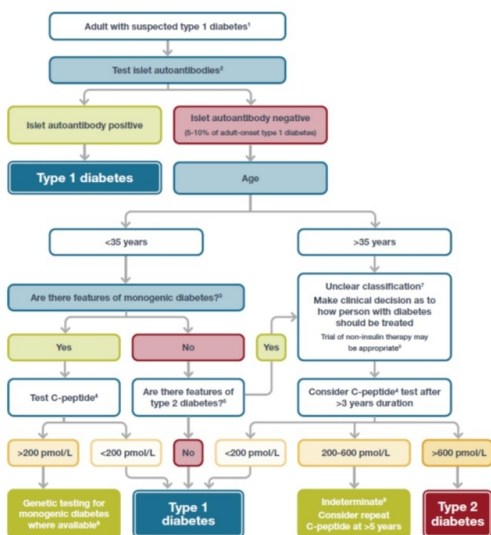 Adult with suspected type 1 diabetes¹
Test islet autoantibodies²
Islet autoantibody positive
Islet autoantibody negative
(5-10% of adult-onset type 1 diabetes)
Type 1 diabetes
Age
<35 years
>35 years
Are there features of monogenic diabetes?³
Unclear classification⁷
Make clinical decision as to
how person with diabetes
should be treated
Trial of non-insulin therapy may
be appropriate⁸
Yes
No
Yes
Test C-peptide⁴
Are there features of
type 2 diabetes?⁶
Consider C-peptide⁴ test after
>3 years duration
>200 pmol/L
<200 pmol/L
No
<200 pmol/L
200-600 pmol/L
>600 pmol/L
Genetic testing for
monogenic diabetes
where available⁵
Type 1
diabetes
Indeterminate⁹
Consider repeat
C-peptide at >5 years
Type 2
diabetes